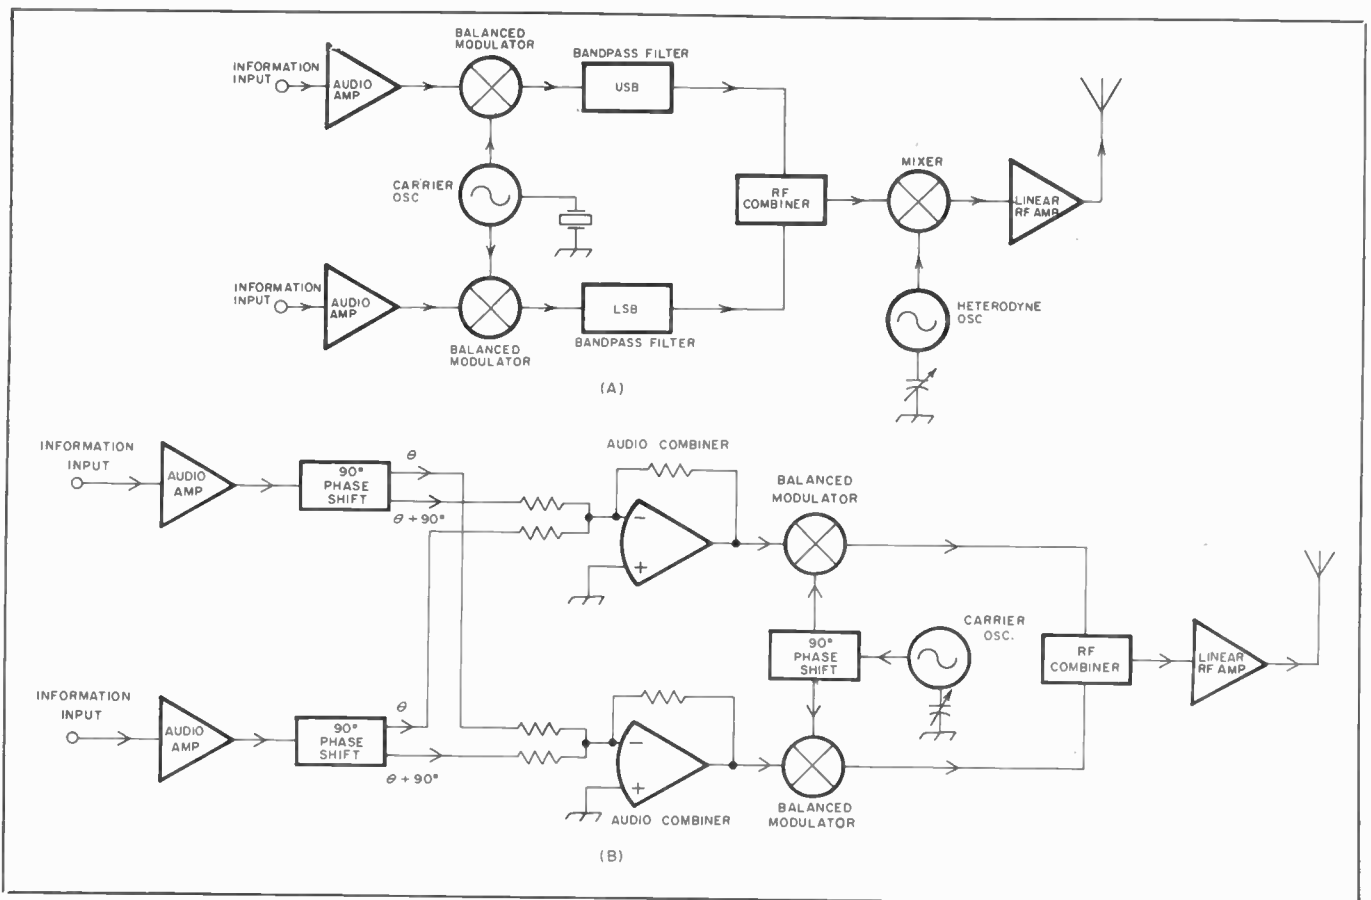 BALANCED
MODULATOR
BANDPASS FILTER
INFORMATION
INPUT
AUDIO
AMP
USB
CARRIER
OSC
MIXER
RF
COMBINER
LINEAR
RF AMP
INFORMATION
INPUT
AUDIO
AMP
LSB
HETERODYNE
OSC
BALANCED
MODULATOR
BANDPASS FILTER
(A)
INFORMATION
INPUT
AUDIO
AMP
90°
PHASE
SHIFT
θ
θ + 90°
AUDIO COMBINER
−
+
BALANCED
MODULATOR
90°
PHASE
SHIFT
CARRIER
OSC.
RF
COMBINER
LINEAR
RF AMP
INFORMATION
INPUT
AUDIO
AMP
90°
PHASE
SHIFT
θ
θ + 90°
−
+
AUDIO COMBINER
BALANCED
MODULATOR
(B)